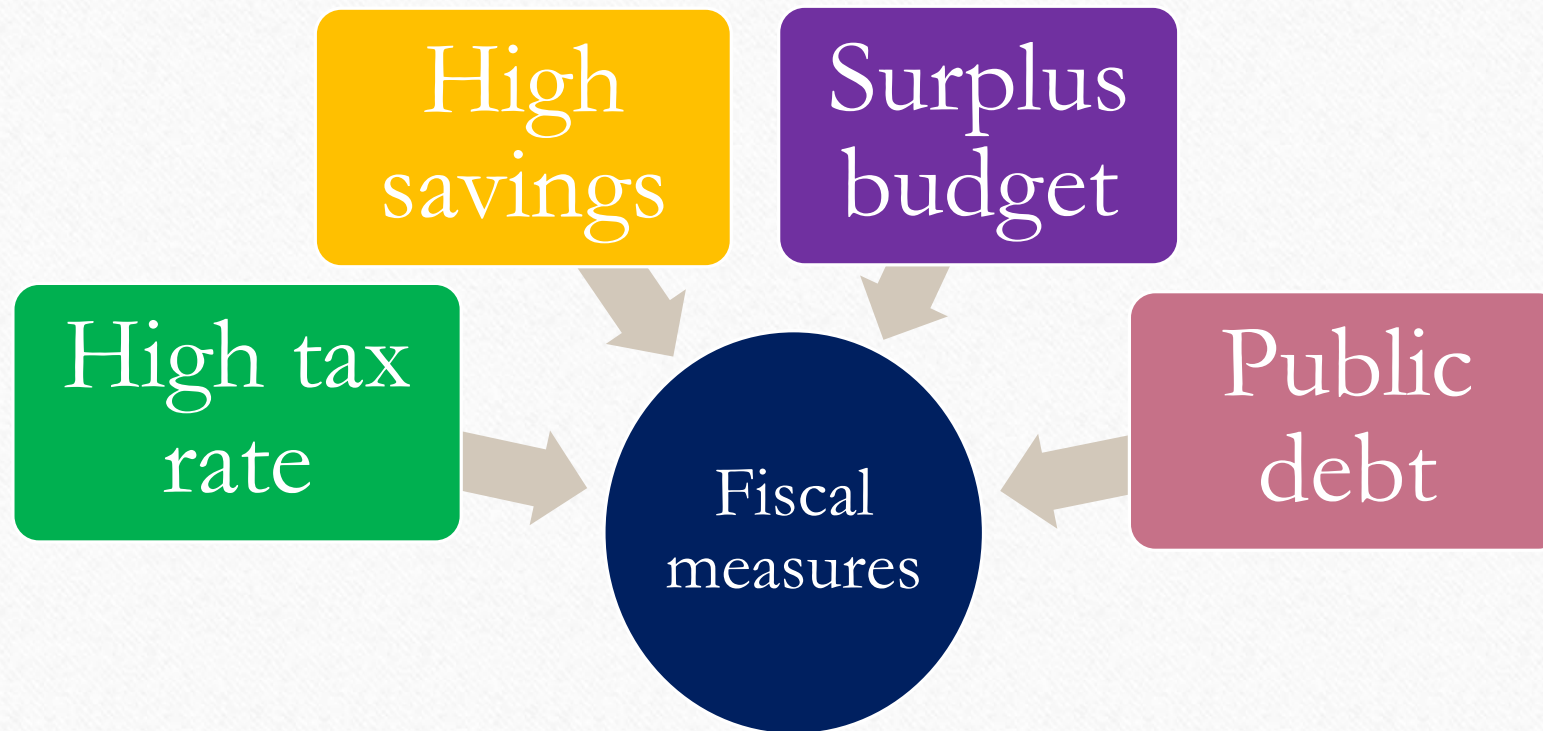 High
savings
Surplus
budget
High tax
rate
Public
debt
Fiscal
measures